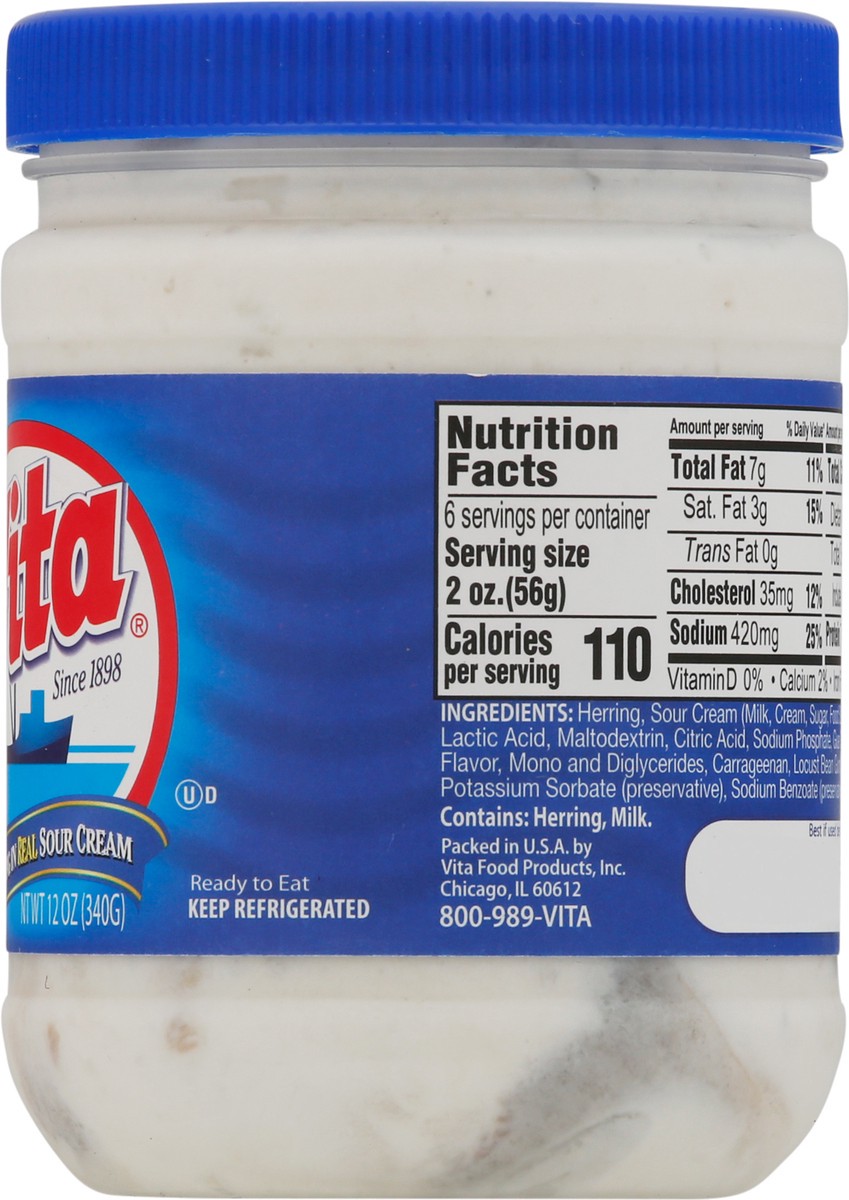 ita
®
Since 1898
IN REAL SOUR CREAM
NT WT 12 OZ (340G)
Ⓤ D
Ready to Eat
KEEP REFRIGERATED
Nutrition
Facts
6 servings per container
Serving size
2 oz.(56g)
Calories 110
per serving
Amount per serving % Daily Value*
Total Fat 7g 11%
Sat. Fat 3g 15%
Trans Fat 0g
Cholesterol 35mg 12%
Sodium 420mg 25%
Vitamin D 0% • Calcium 2% •
INGREDIENTS: Herring, Sour Cream (Milk, Cream, Sugar,
Lactic Acid, Maltodextrin, Citric Acid, Sodium Phosphate,
Flavor, Mono and Diglycerides, Carrageenan, Locust Bean
Potassium Sorbate (preservative), Sodium Benzoate
Contains: Herring, Milk.
Packed in U.S.A. by
Vita Food Products, Inc.
Chicago, IL 60612
800-989-VITA
Best if used